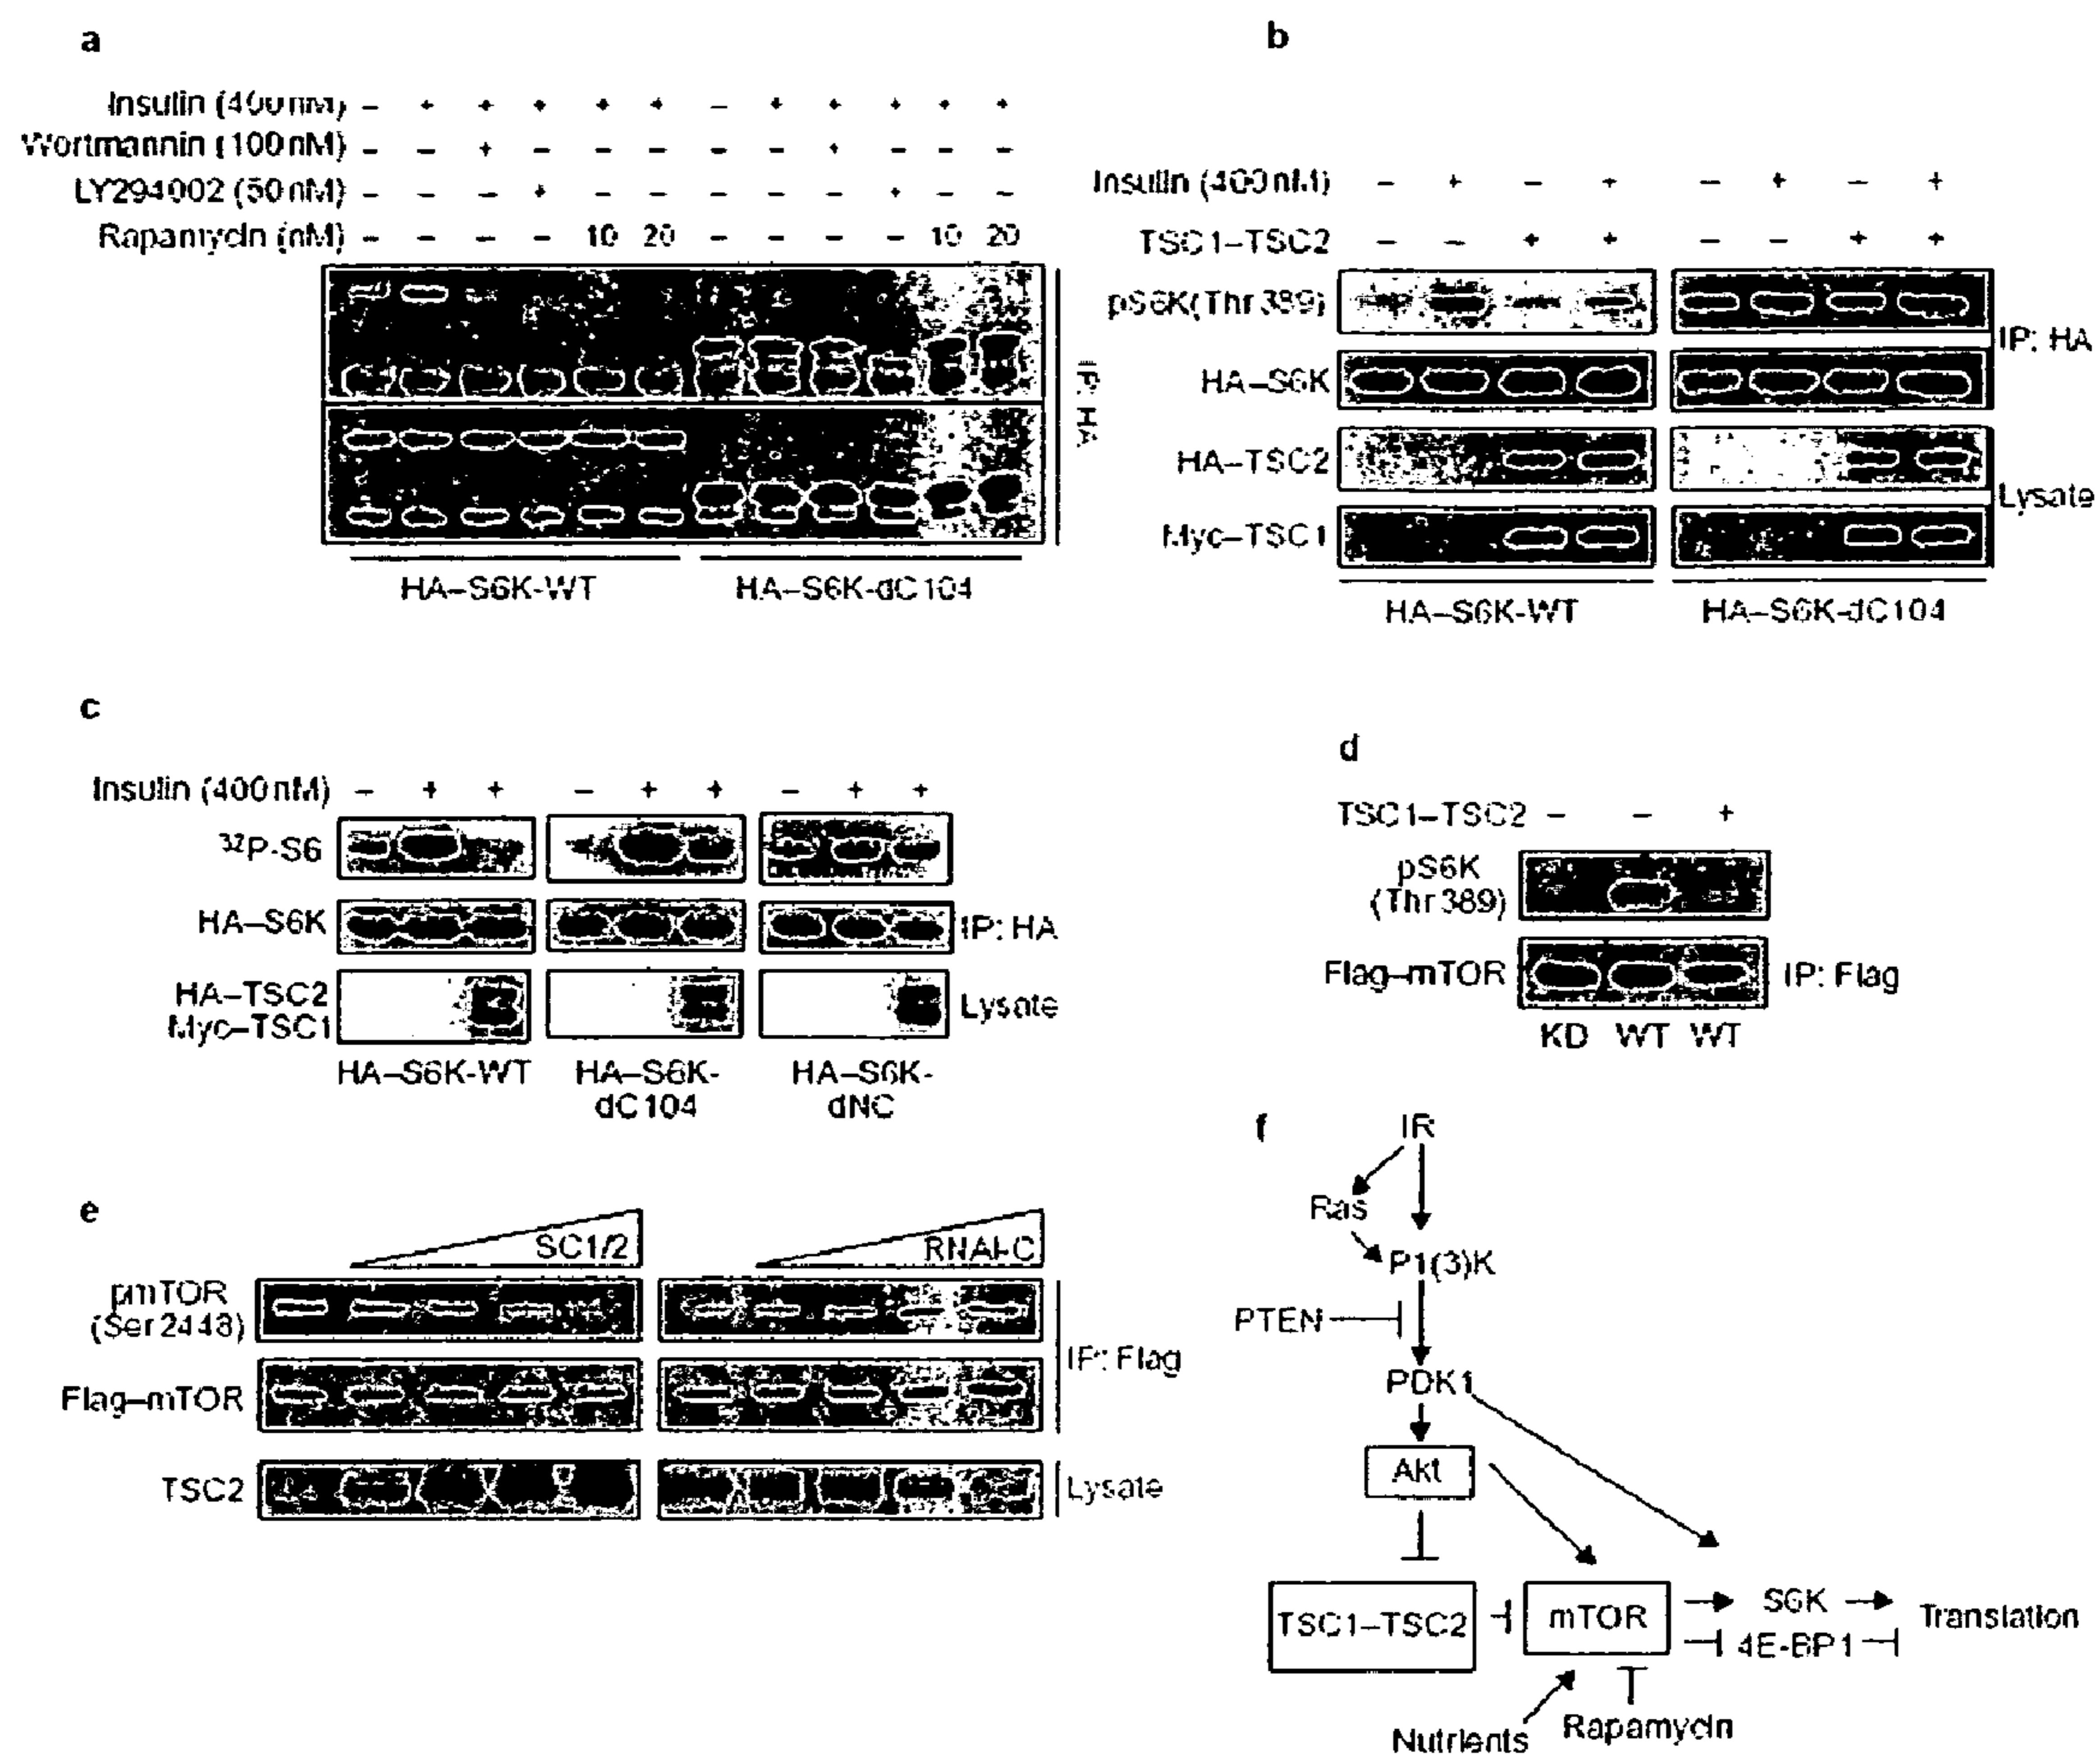 a
Insulin (400 nM) – + + + + + – + + + + +
Wortmannin (100 nM) – – + – – – – – + – – –
LY294002 (50 nM) – – – + – – – – – + – –
Rapamycin (nM) – – – – 10 20 – – – – 10 20
IP: HA
HA–S6K-WT HA–S6K-dC104
b
Insulin (400 nM) – + – + – + – +
TSC1–TSC2 – – + + – – + +
pS6K(Thr 389)
HA–S6K
IP: HA
HA–TSC2
Myc–TSC1
Lysate
HA–S6K-WT HA–S6K-dC104
c
Insulin (400 nM) – + + – + + – + +
32P-S6
HA–S6K
IP: HA
HA–TSC2
Myc–TSC1
Lysate
HA–S6K-WT HA–S6K-dC104 HA–S6K-dNC
d
TSC1–TSC2 – – +
pS6K
(Thr 389)
Flag–mTOR
IP: Flag
KD WT WT
e
SC1/2 RNAi-C
pmTOR
(Ser 2448)
Flag–mTOR
IP: Flag
TSC2
Lysate
f
IR
Ras
P1(3)K
PTEN
PDK1
Akt
TSC1–TSC2
mTOR
S6K
4E-BP1
Translation
Nutrients
Rapamycin